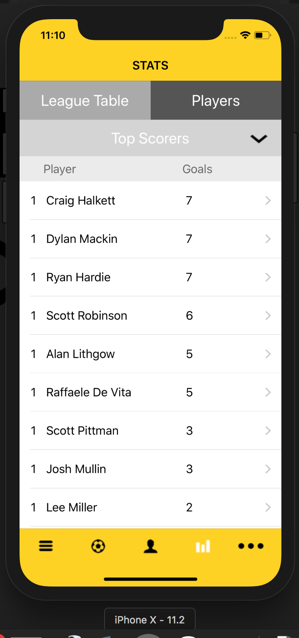 11:10
STATS
League Table Players
Top Scorers
Player Goals
1 Craig Halkett 7
1 Dylan Mackin 7
1 Ryan Hardie 7
1 Scott Robinson 6
1 Alan Lithgow 5
1 Raffaele De Vita 5
1 Scott Pittman 3
1 Josh Mullin 3
1 Lee Miller 2
iPhone X - 11.2